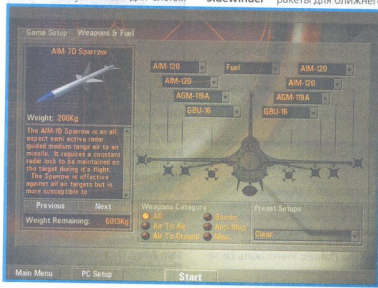 Sidewinder
ракеты для ближнего
Game Setup Weapons & Fuel
AIM-7D Sparrow
Weight: 200Kg
The AIM-7D Sparrow is an all
aspect semi active radar
guided medium range air to air
missile. It requires a constant
radar lock to be maintained on
the target during it's flight.
The Sparrow is effective
against all air targets but is
more susceptible to
Previous Next
Weight Remaining: 6013Kg
AIM-120 Fuel AIM-120
AIM-120 AIM-120
AGM-119A AGM-119A
GBU-16 GBU-16
Weapons Category
All Bombs
Air To Air Anti Ship
Air To Ground Misc
Preset Setups
Clear
Main Menu PC Setup Start